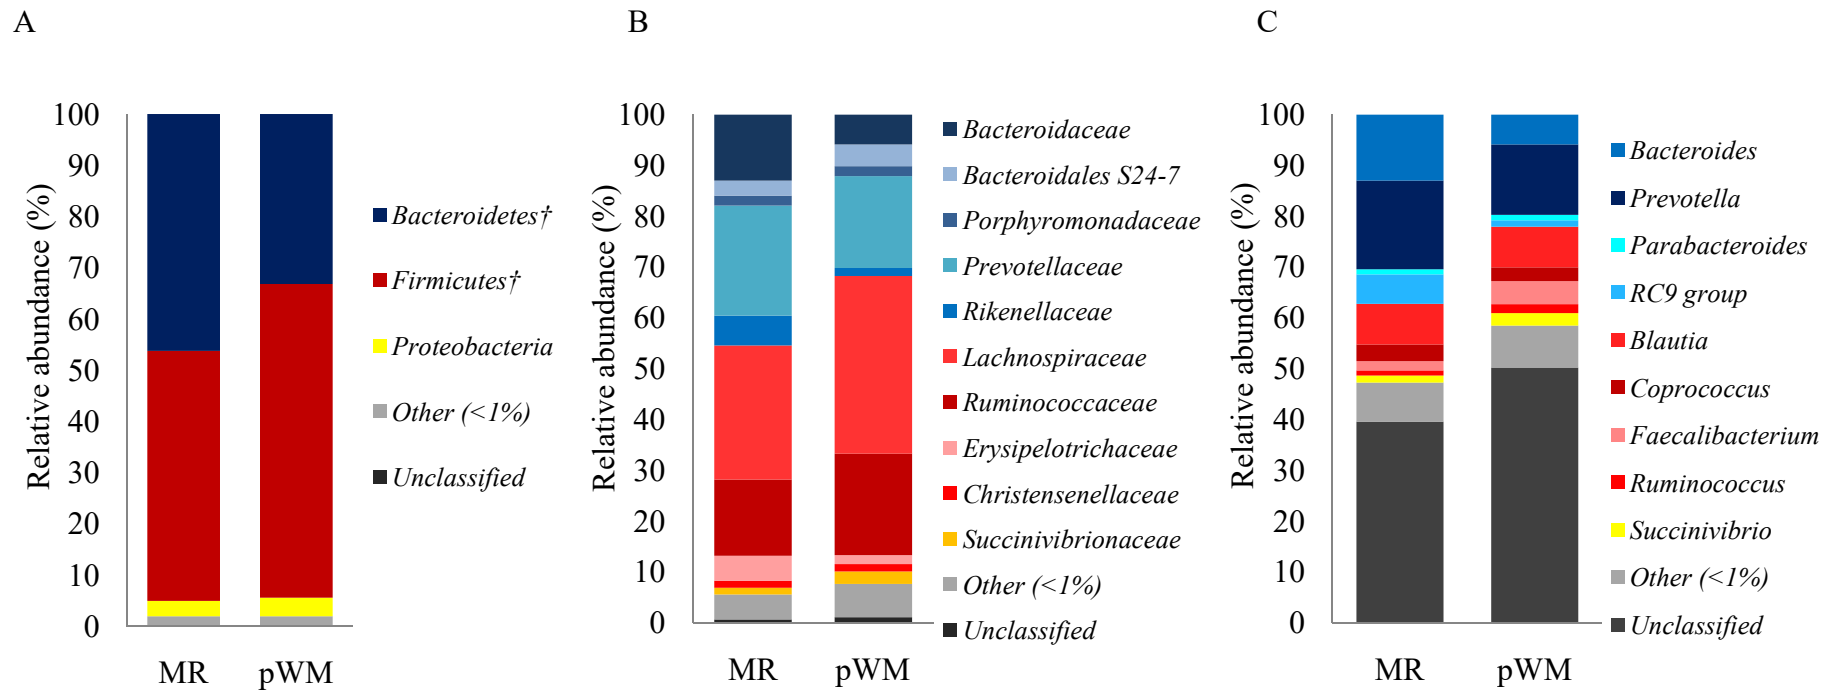 A
Relative abundance (%)
100
90
80
70
60
50
40
30
20
10
0
MR
pWM
Bacteroidetes†
Firmicutes†
Proteobacteria
Other (<1%)
Unclassified
B
Relative abundance (%)
100
90
80
70
60
50
40
30
20
10
0
MR
pWM
Bacteroidaceae
Bacteroidales S24-7
Porphyromonadaceae
Prevotellaceae
Rikenellaceae
Lachnospiraceae
Ruminococcaceae
Erysipelotrichaceae
Christensenellaceae
Succinivibrionaceae
Other (<1%)
Unclassified
C
Relative abundance (%)
100
90
80
70
60
50
40
30
20
10
0
MR
pWM
Bacteroides
Prevotella
Parabacteroides
RC9 group
Blautia
Coprococcus
Faecalibacterium
Ruminococcus
Succinivibrio
Other (<1%)
Unclassified